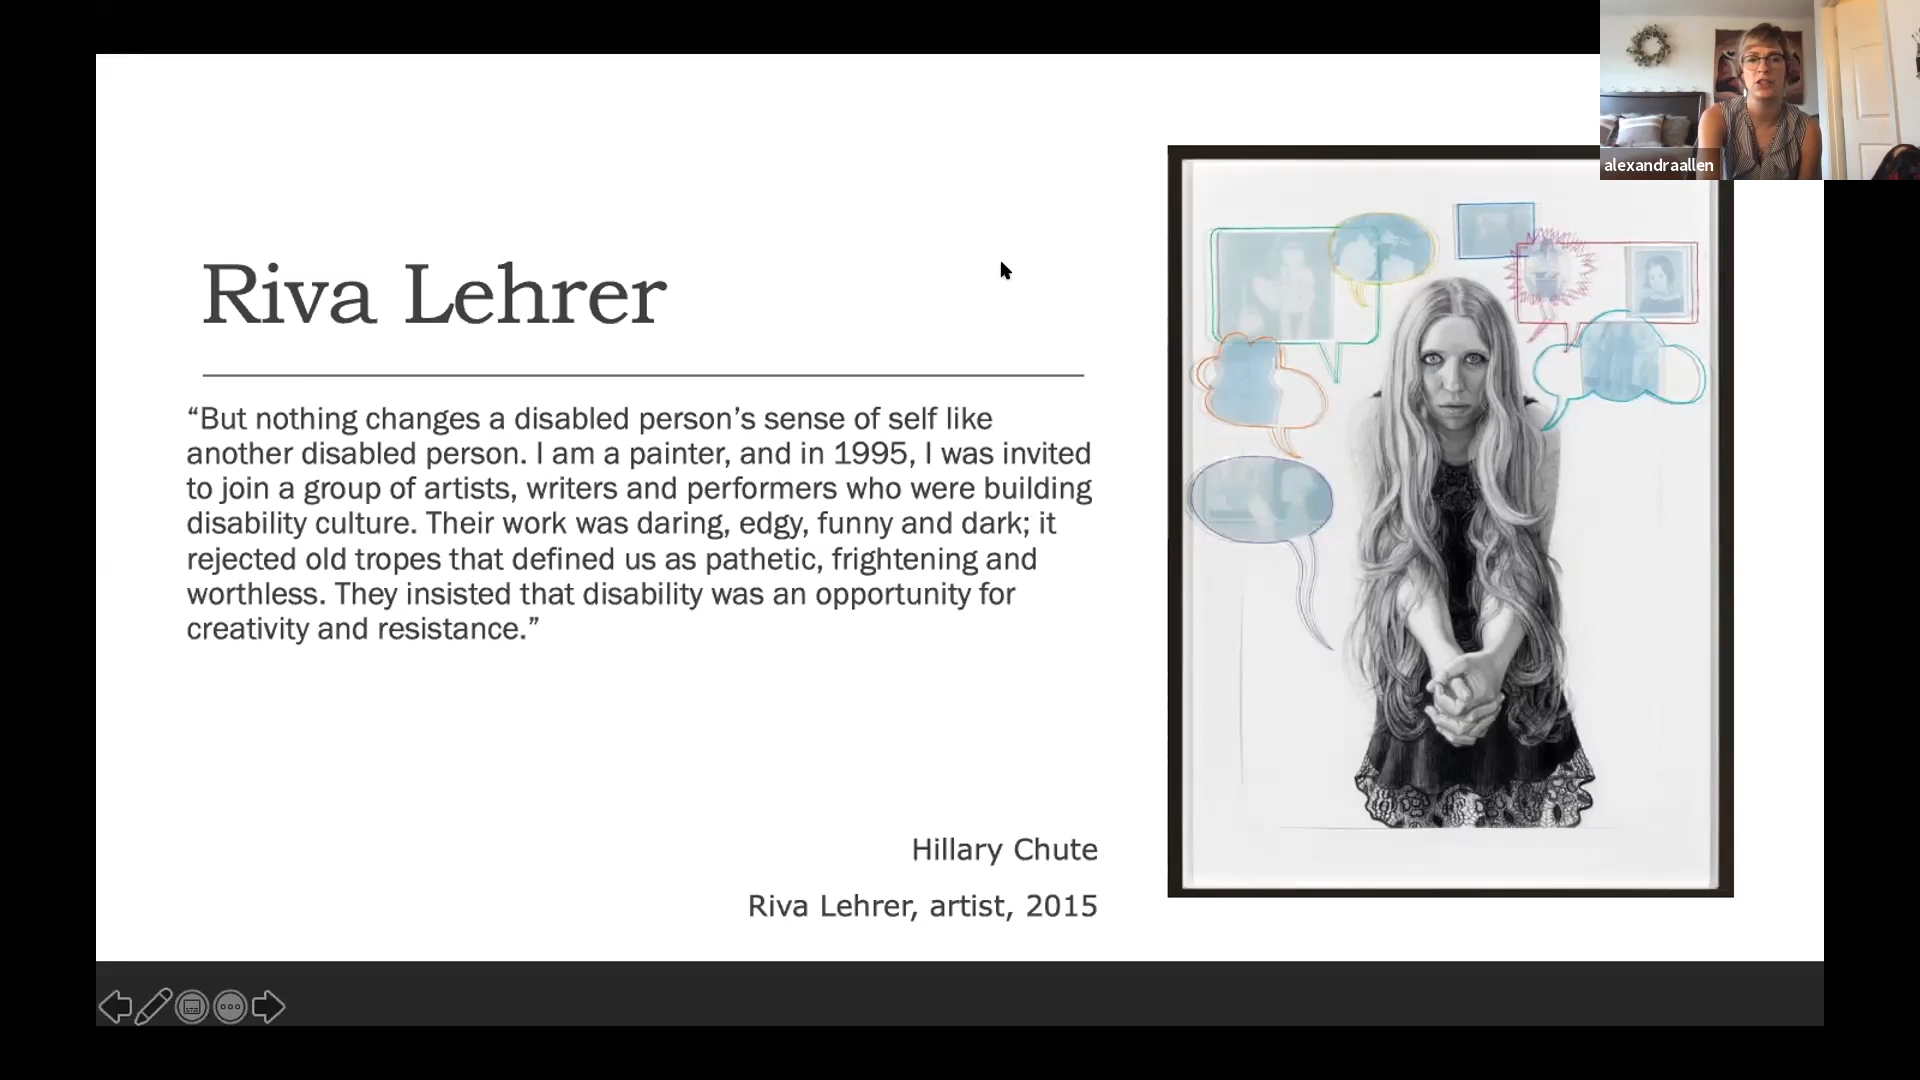 alexandraallen
Riva Lehrer
“But nothing changes a disabled person’s sense of self like
another disabled person. I am a painter, and in 1995, I was invited
to join a group of artists, writers and performers who were building
disability culture. Their work was daring, edgy, funny and dark; it
rejected old tropes that defined us as pathetic, frightening and
worthless. They insisted that disability was an opportunity for
creativity and resistance.”
Hillary Chute
Riva Lehrer, artist, 2015